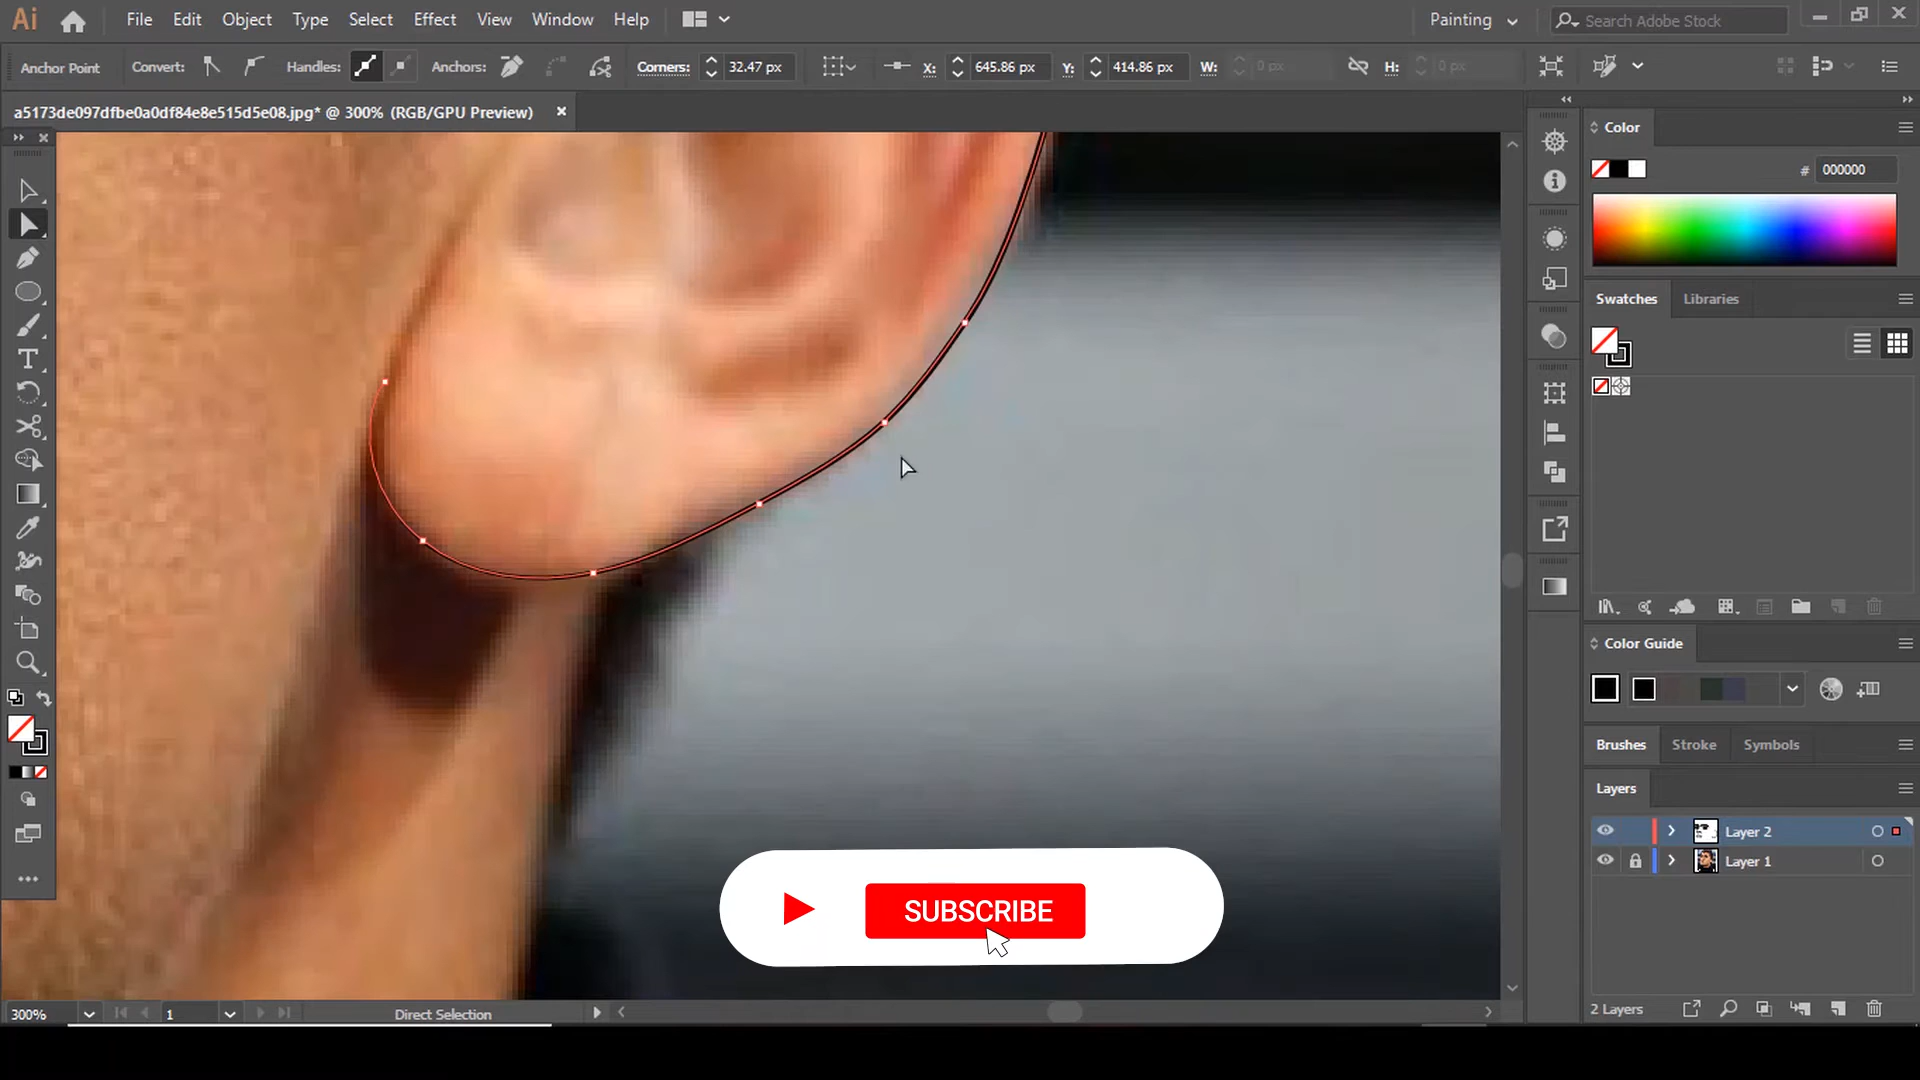 Ai File Edit Object Type Select Effect View Window Help Painting Search Adobe Stock
Anchor Point Convert: Handles: Anchors: Corners: 32.47 px X: 645.86 px Y: 414.86 px W: 0 px H: 0 px
a5173de097dfbe0a0df84e8e515d5e08.jpg* @ 300% (RGB/GPU Preview)
Color
# 000000
Swatches Libraries
Color Guide
Brushes Stroke Symbols
Layers
Layer 2
Layer 1
SUBSCRIBE
2 Layers
300% 1 Direct Selection